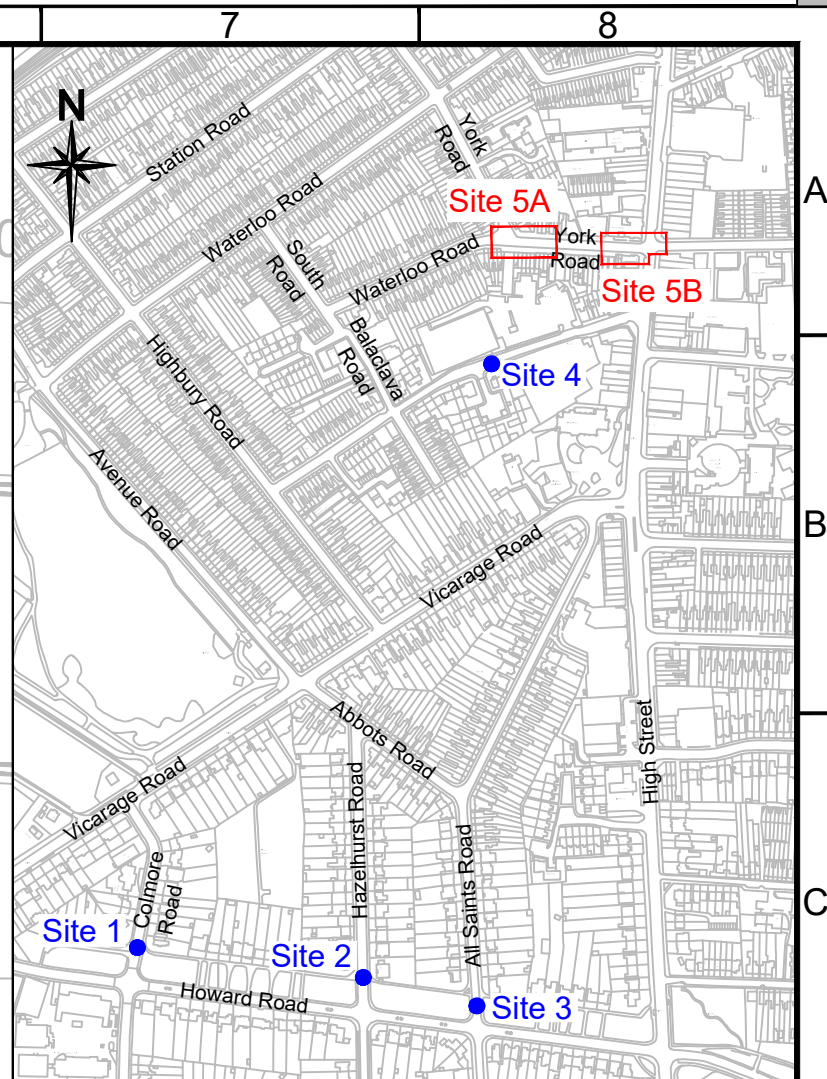 7
8
N
A
Station Road
York
Road
Waterloo Road
Site 5A
South
Road
Waterloo Road
York
Road
Site 5B
Balaclava
Road
Highbury Road
Site 4
Avenue Road
B
Vicarage Road
Abbots Road
High Street
Vicarage Road
Hazelhurst Road
All Saints Road
Colmore
Road
C
Site 1
Site 2
Howard Road
Site 3